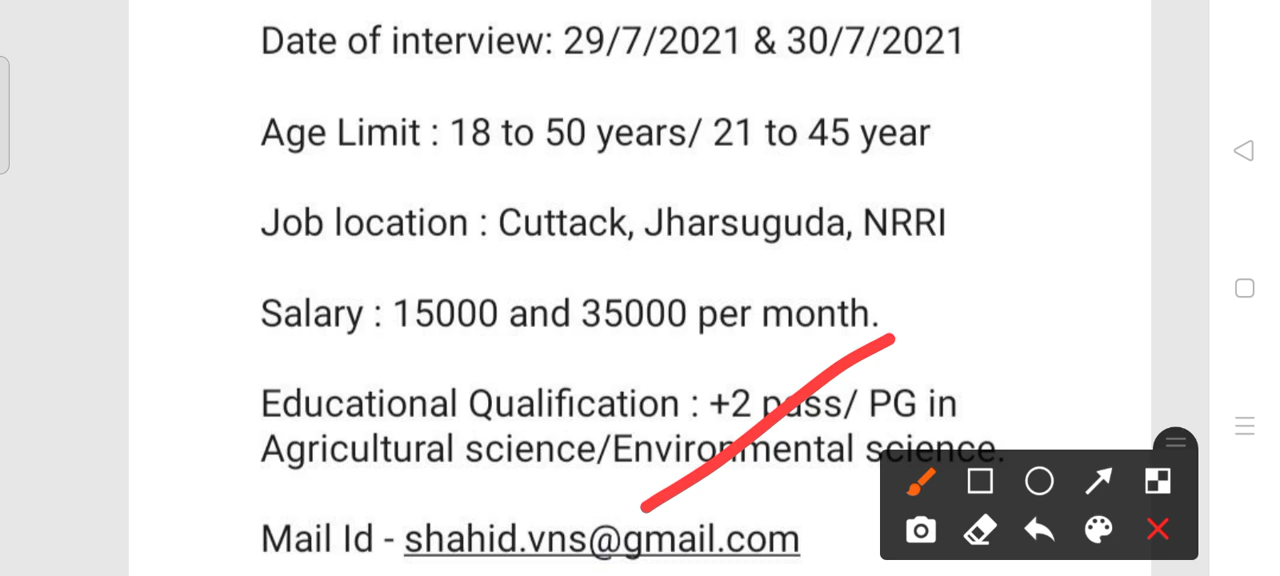 Date of interview: 29/7/2021 & 30/7/2021
Age Limit : 18 to 50 years/ 21 to 45 year
Job location : Cuttack, Jharsuguda, NRRI
Salary : 15000 and 35000 per month.
Educational Qualification : +2 pass/ PG in
Agricultural science/Environmental science.
Mail Id - shahid.vns@gmail.com